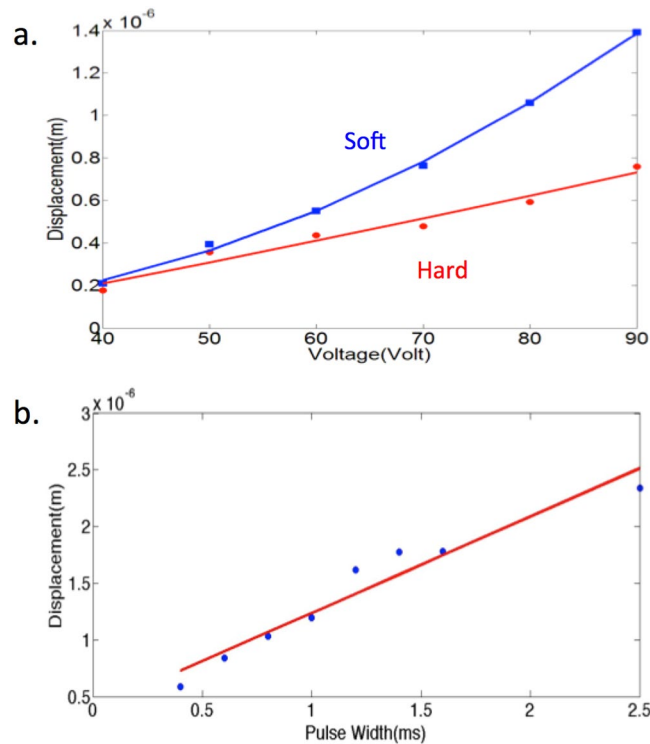 a.
× 10-6
1.4
1.2
1
0.8
0.6
0.4
0.2
0
Displacement(m)
Soft
Hard
40 50 60 70 80 90
Voltage(Volt)
b.
× 10-6
3
2.5
2
1.5
1
0.5
Displacement(m)
0 0.5 1 1.5 2 2.5
Pulse Width(ms)